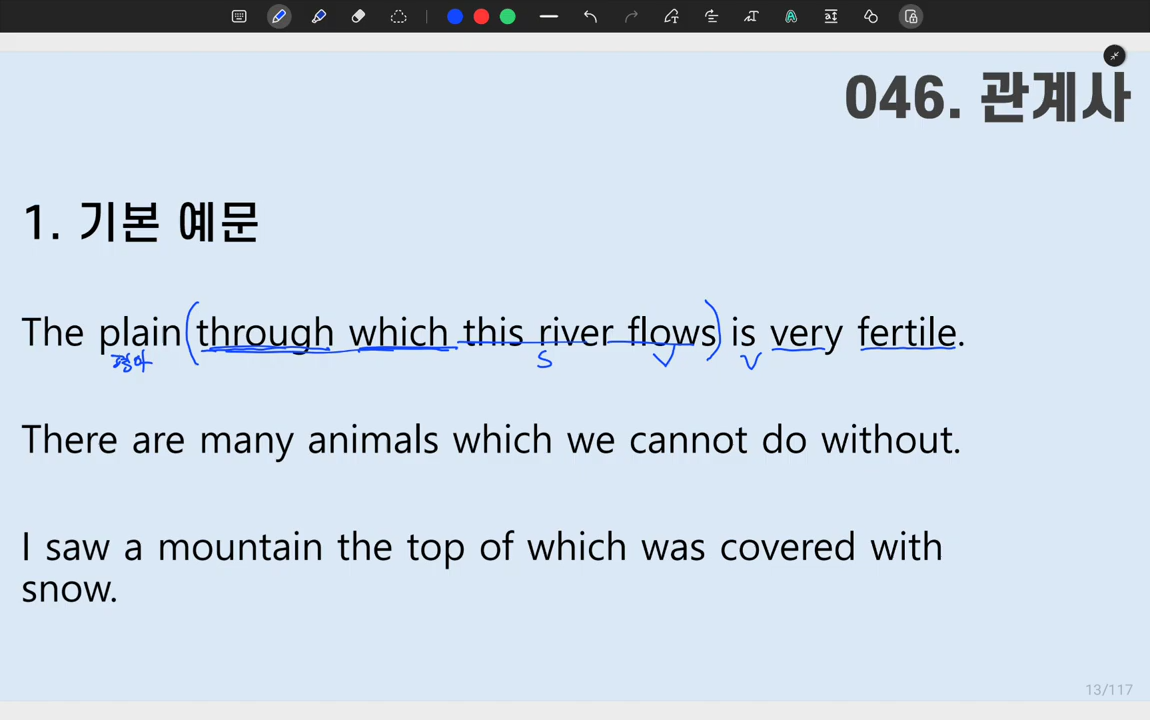 046. 관계사
1. 기본 예문
The plain (through which this river flows) is very fertile.
평야 S V V
There are many animals which we cannot do without.
I saw a mountain the top of which was covered with
snow.
13/117